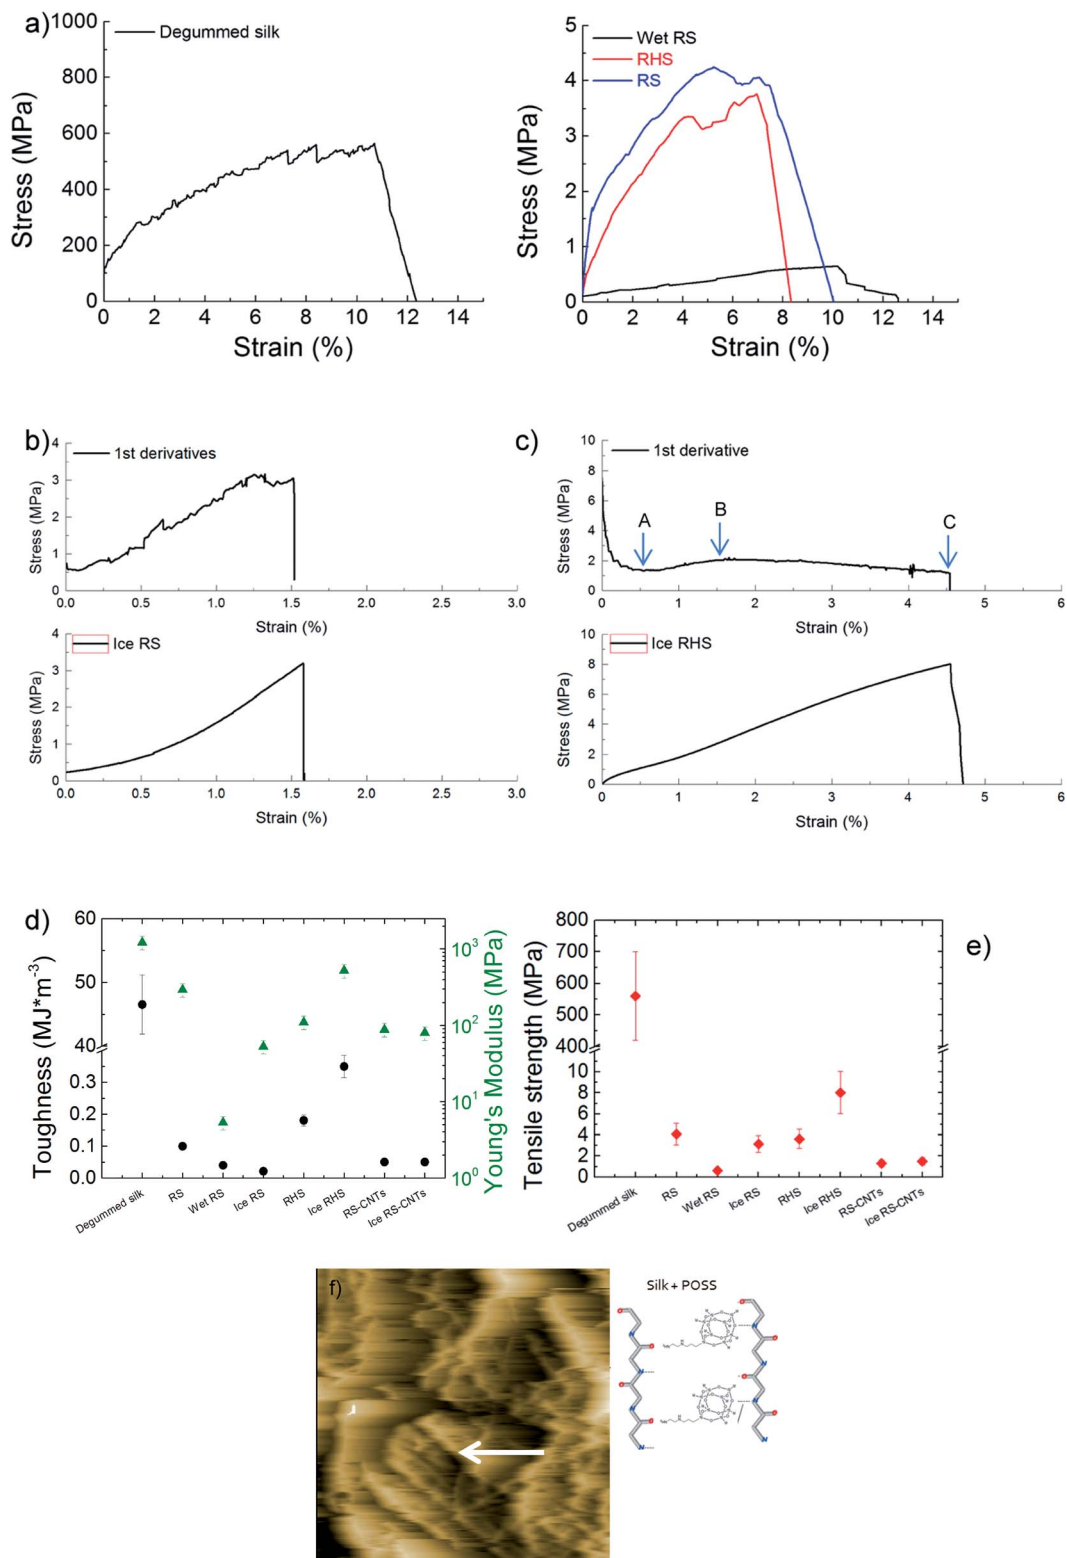 a)
Degummed silk
1000
800
600
400
200
0
Stress (MPa)
0 2 4 6 8 10 12 14
Strain (%)
Wet RS
RHS
RS
5
4
3
2
1
0
Stress (MPa)
0 2 4 6 8 10 12 14
Strain (%)
b)
1st derivatives
4
3
2
1
0
Stress (MPa)
0.0 0.5 1.0 1.5 2.0 2.5 3.0
Strain (%)
Ice RS
4
3
2
1
0
Stress (MPa)
0.0 0.5 1.0 1.5 2.0 2.5 3.0
Strain (%)
c)
1st derivative
A B C
10
8
6
4
2
0
Stress (MPa)
0 1 2 3 4 5 6
Strain (%)
Ice RHS
10
8
6
4
2
0
Stress (MPa)
0 1 2 3 4 5 6
Strain (%)
d)
60
50
40
0.3
0.2
0.1
0.0
Toughness (MJ*m⁻³)
10³
10²
10¹
10⁰
Young's Modulus (MPa)
Degummed silk RS Wet RS Ice RS RHS Ice RHS RS-CNTs Ice RS-CNTs
e)
800
700
600
500
400
10
8
6
4
2
0
Tensile strength (MPa)
Degummed silk RS Wet RS Ice RS RHS Ice RHS RS-CNTs Ice RS-CNTs
f)
Silk + POSS